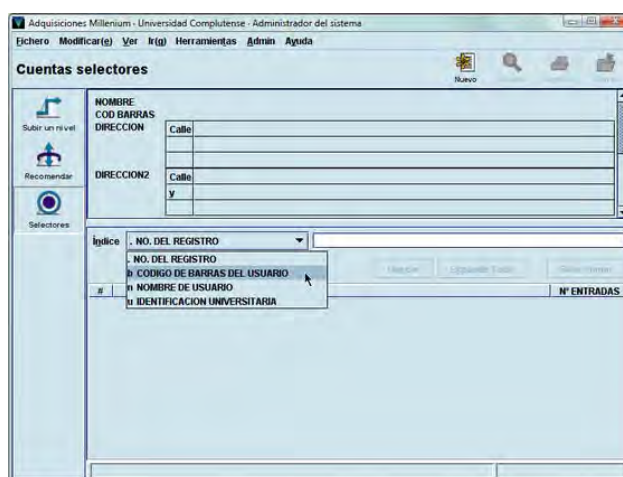 Adquisiciones Millenium - Universidad Complutense - Administrador del sistema
Fichero Modificar(e) Ver Ir(q) Herramientas Admin Ayuda
Cuentas selectores
Nuevo
Subir un nivel
Recomendar
Selectores
NOMBRE
COD BARRAS
DIRECCION Calle
DIRECCION2 Calle
y
Índice . NO. DEL REGISTRO
. NO. DEL REGISTRO
b CODIGO DE BARRAS DEL USUARIO
n NOMBRE DE USUARIO
u IDENTIFICACION UNIVERSITARIA
# Nº ENTRADAS